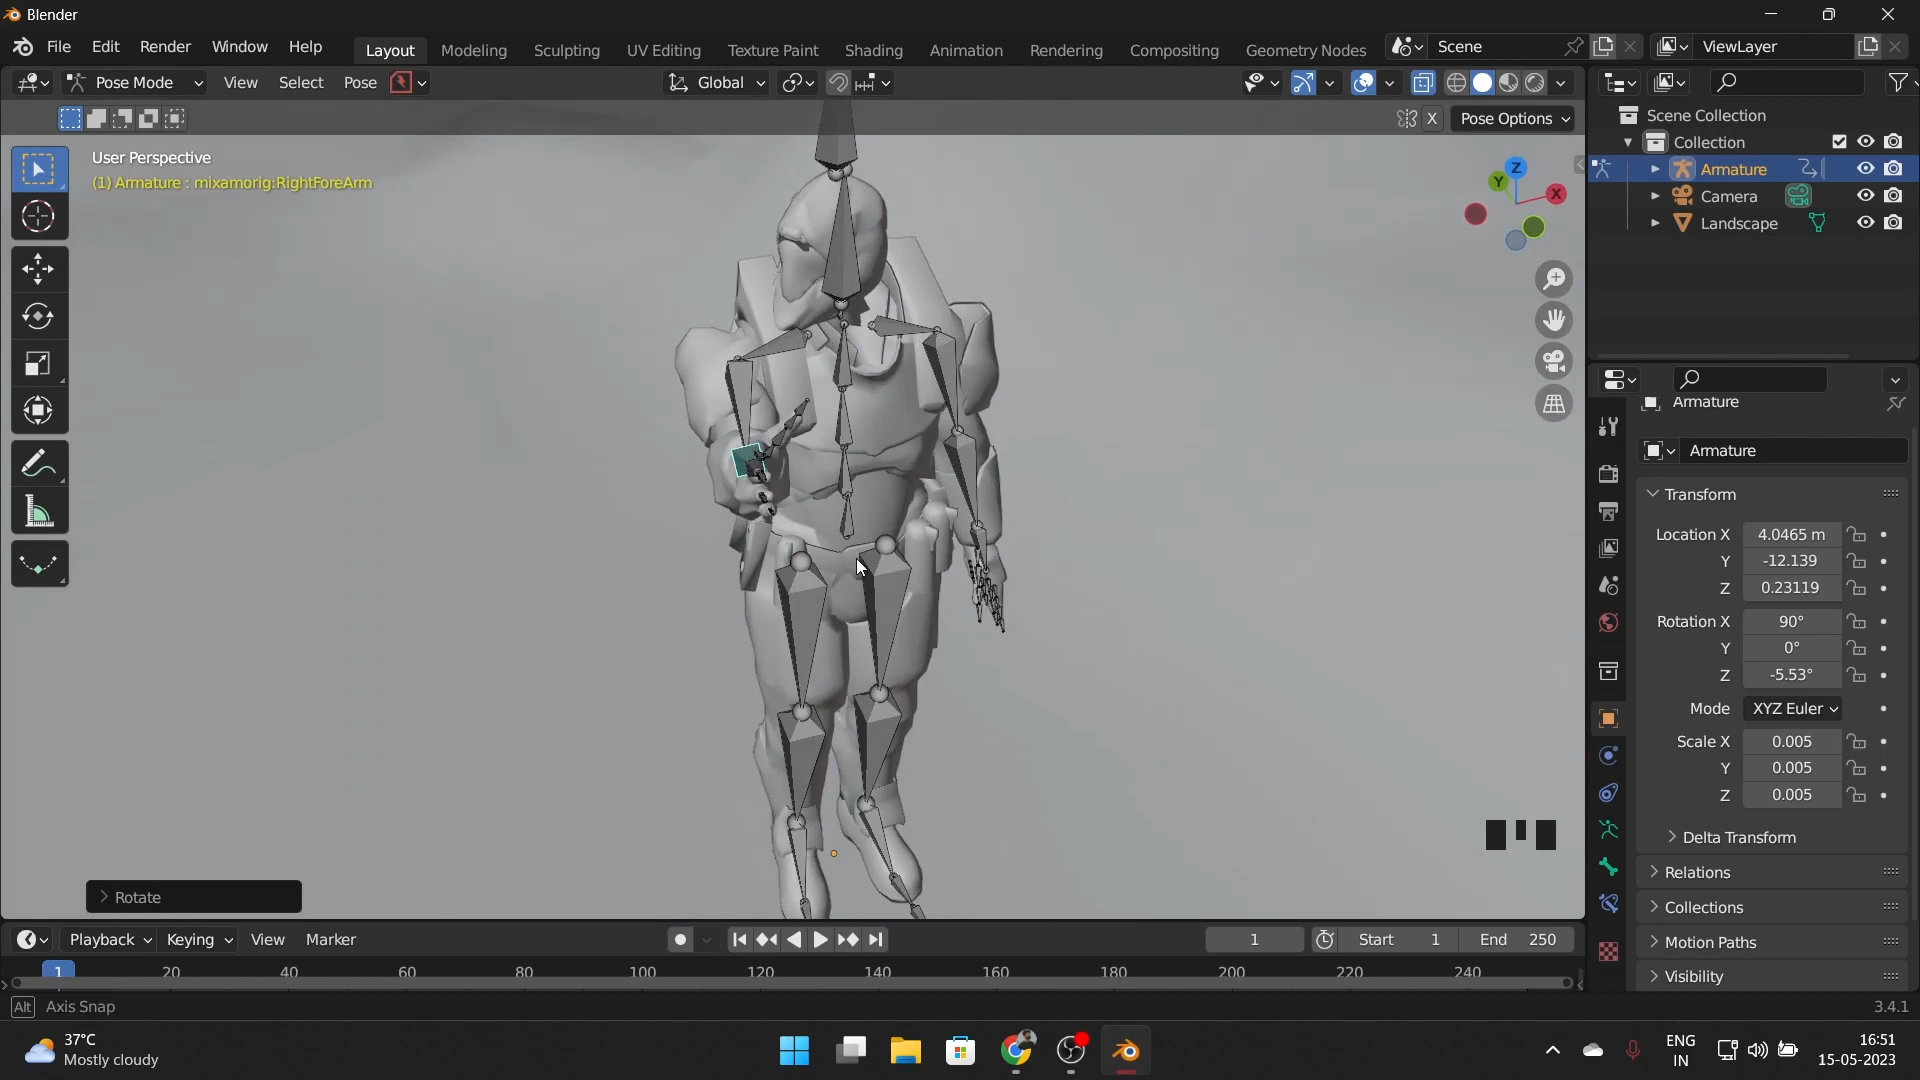 Blender
File Edit Render Window Help Layout Modeling Sculpting UV Editing Texture Paint Shading Animation Rendering Compositing Geometry Nodes Scene ViewLayer
Pose Mode View Select Pose Global
X Pose Options
User Perspective
(1) Armature : mixamorig:RightForeArm
Z
Y
X
Scene Collection
Collection
Armature
Camera
Landscape
Armature
Armature
Transform
Location X 4.0465 m
Y -12.139
Z 0.23119
Rotation X 90°
Y 0°
Z -5.53°
Mode XYZ Euler
Scale X 0.005
Y 0.005
Z 0.005
Delta Transform
Relations
Collections
Motion Paths
Visibility
Rotate
Playback Keying View Marker 1 Start 1 End 250
1 20 40 60 80 100 120 140 160 180 200 220 240
Alt Axis Snap 3.4.1
37°C
Mostly cloudy
ENG
IN
16:51
15-05-2023